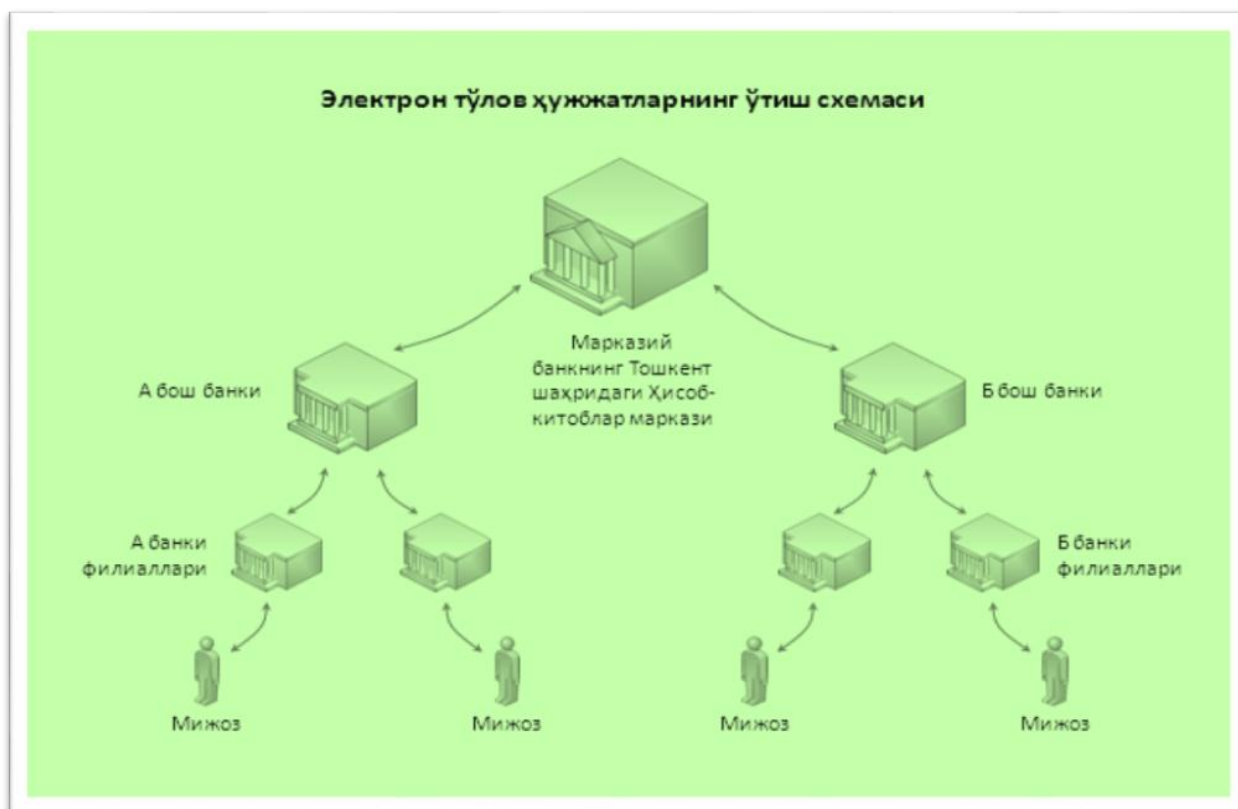 Электрон тўлов ҳужжатларнинг ўтиш схемаси
Марказий
банкнинг Тошкент
шаҳридаги Ҳисоб-
китоблар маркази
А бош банки
Б бош банки
А банки
филиаллари
Б банки
филиаллари
Мижоз
Мижоз
Мижоз
Мижоз